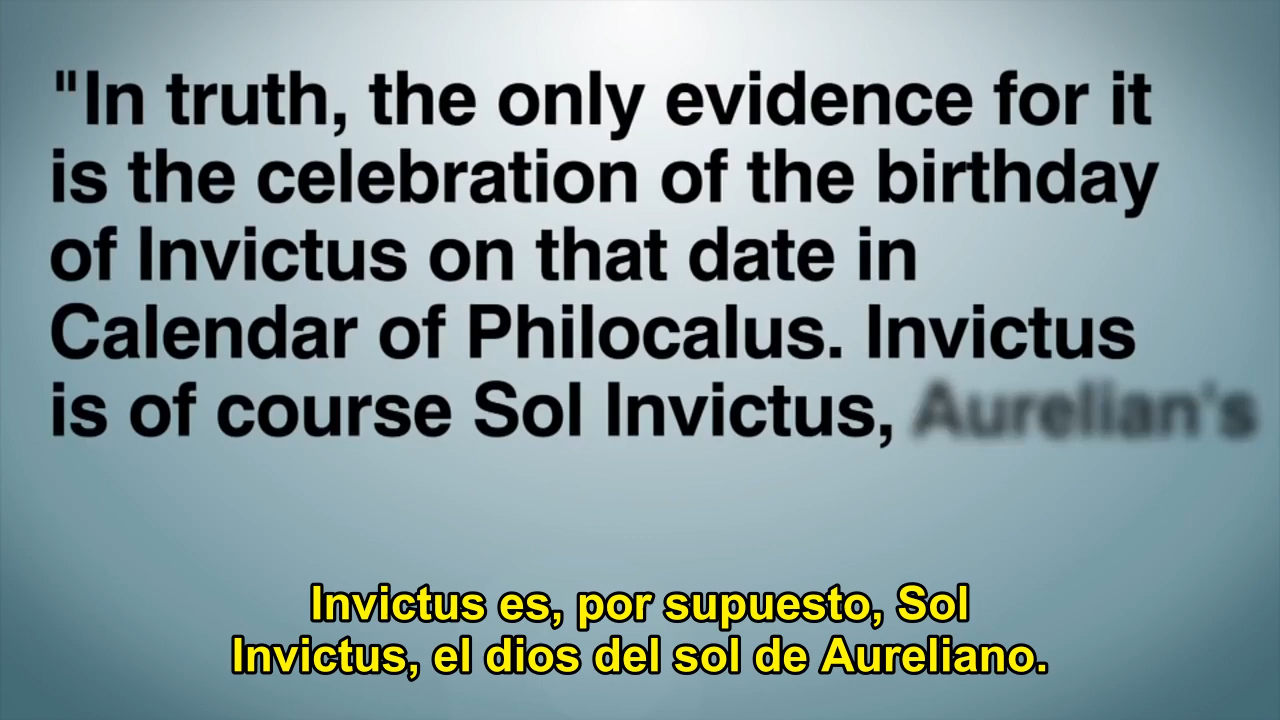 "In truth, the only evidence for it
is the celebration of the birthday
of Invictus on that date in
Calendar of Philocalus. Invictus
is of course Sol Invictus, Aurelian's
Invictus es, por supuesto, Sol
Invictus, el dios del sol de Aureliano.